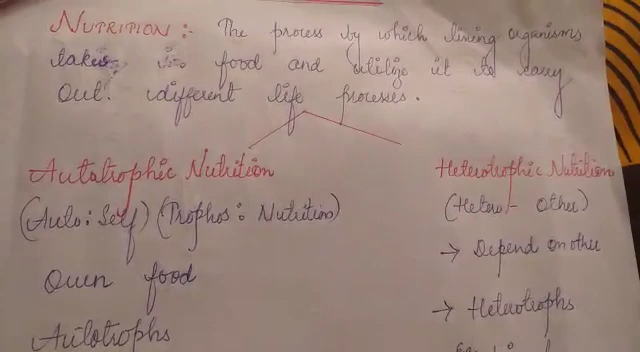 NUTRITION :- The process by which living organisms
takes in food and utilize it to carry
out different life processes.
Autotrophic Nutrition
(Auto : Self) (Trophos : Nutrition)
Own food
Autotrophs
Heterotrophic Nutrition
(Hetero - Other)
→ Depend on other
→ Heterotrophs